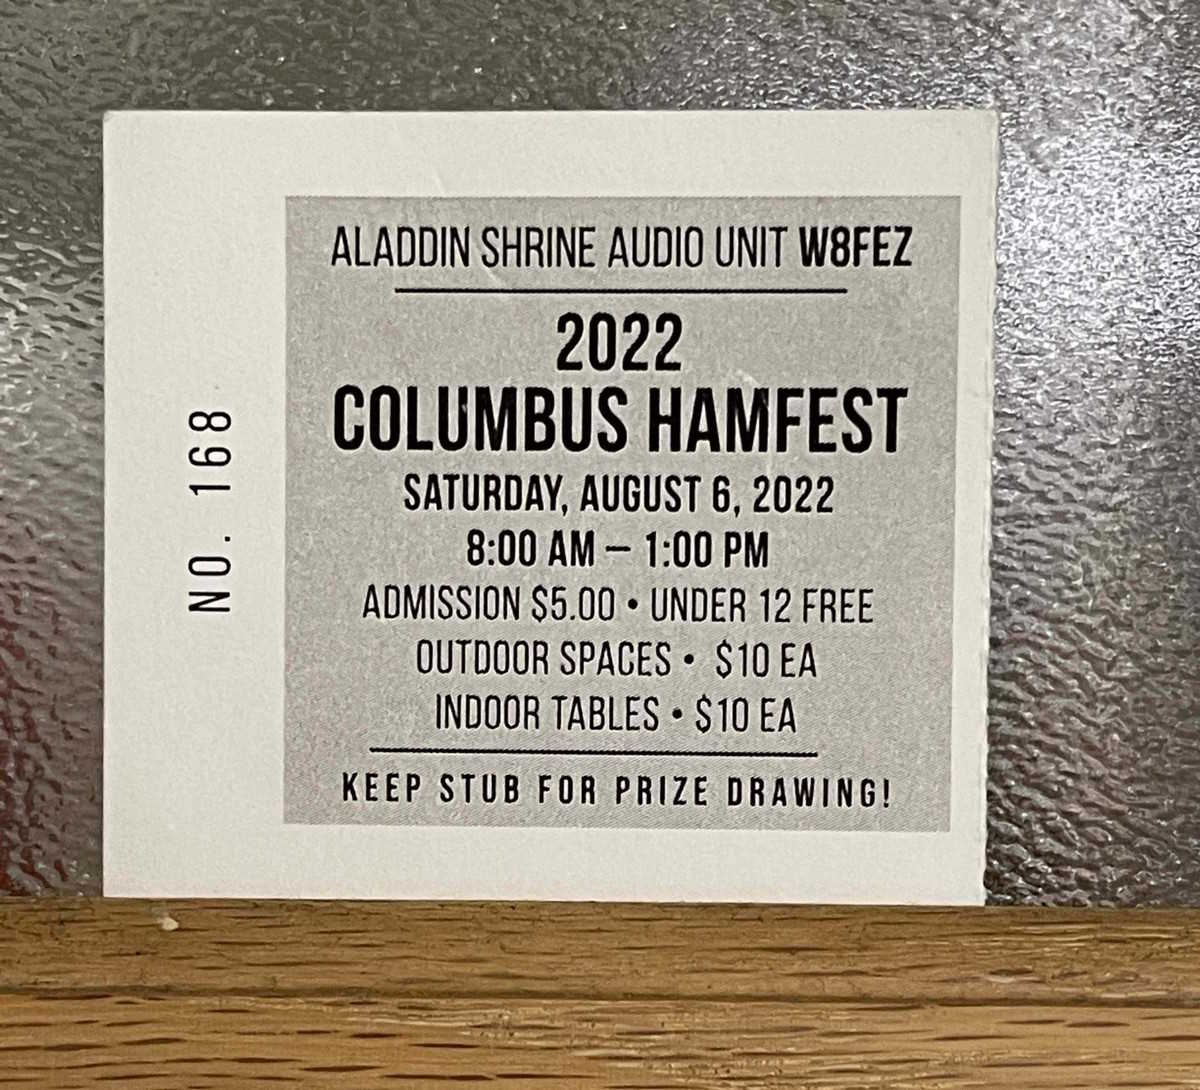 NO. 168
ALADDIN SHRINE AUDIO UNIT W8FEZ
2022
COLUMBUS HAMFEST
SATURDAY, AUGUST 6, 2022
8:00 AM – 1:00 PM
ADMISSION $5.00 • UNDER 12 FREE
OUTDOOR SPACES • $10 EA
INDOOR TABLES • $10 EA
KEEP STUB FOR PRIZE DRAWING!